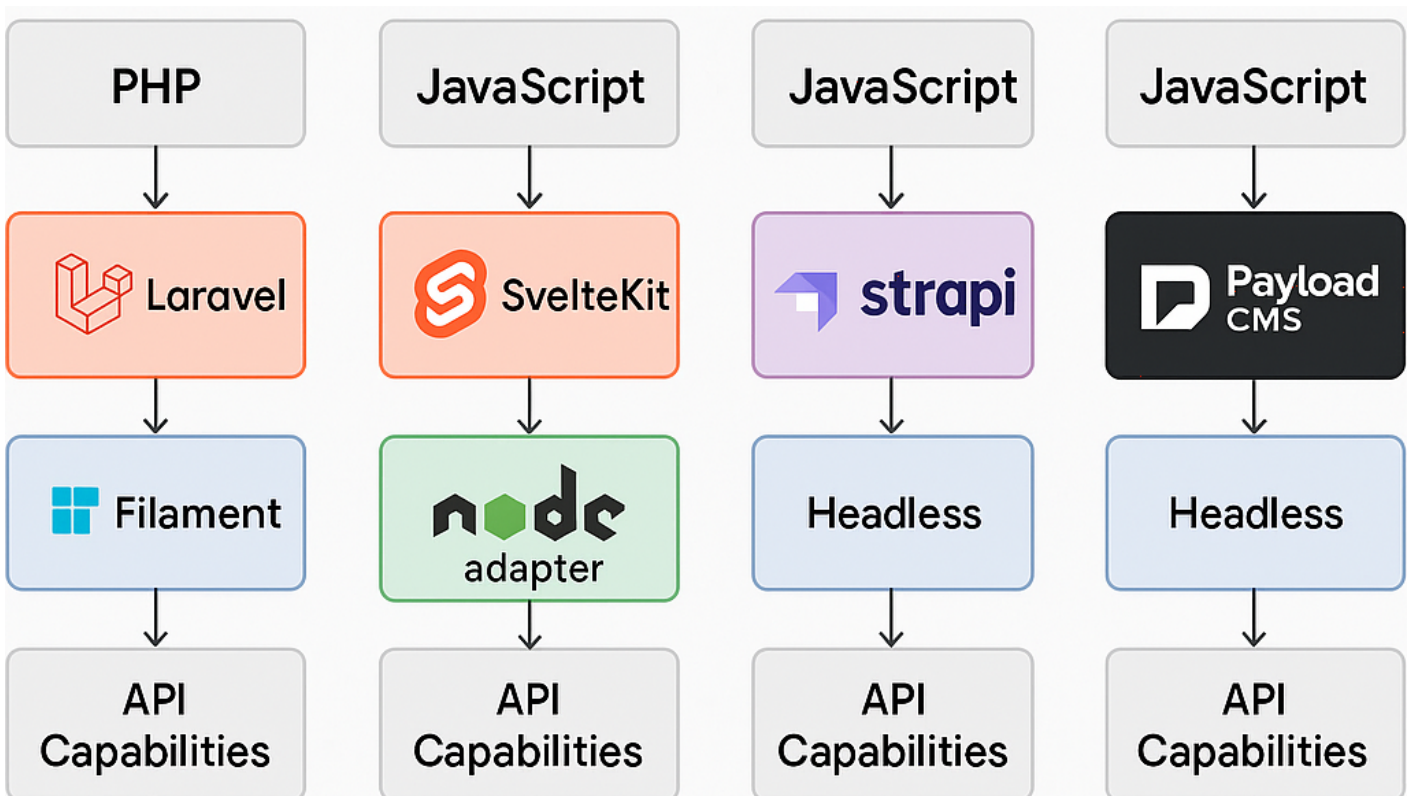 PHP
JavaScript
JavaScript
JavaScript
Laravel
SvelteKit
strapi
Payload
CMS
Filament
node
adapter
Headless
Headless
API
Capabilities
API
Capabilities
API
Capabilities
API
Capabilities